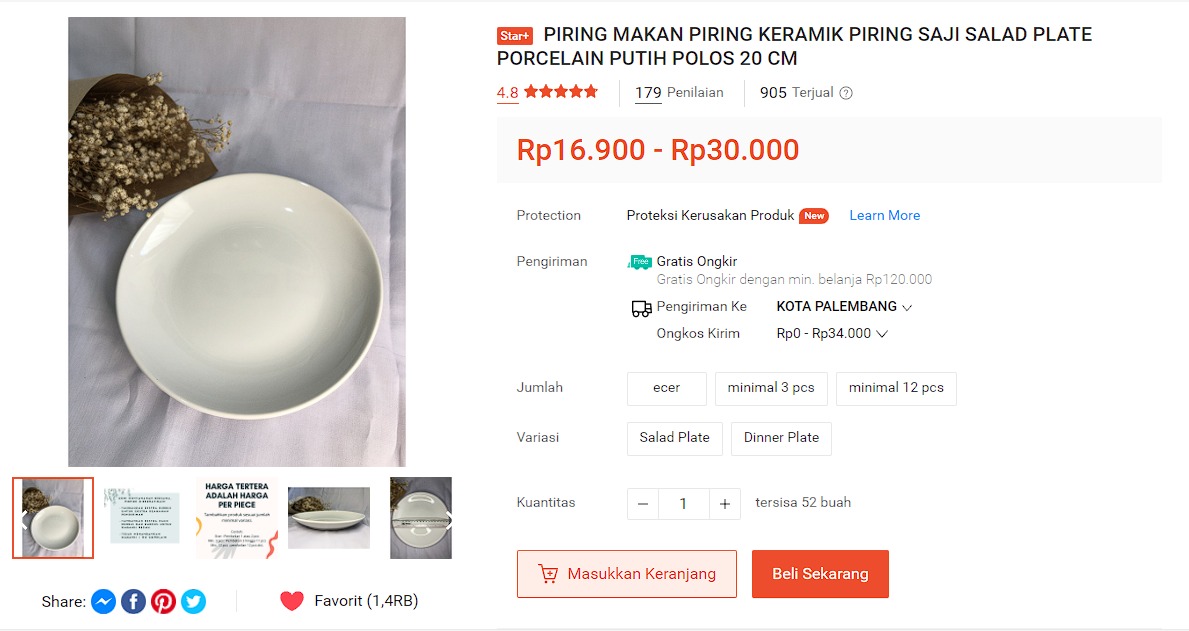 Star+ PIRING MAKAN PIRING KERAMIK PIRING SAJI SALAD PLATE
PORCELAIN PUTIH POLOS 20 CM
4.8
179 Penilaian
905 Terjual
Rp16.900 - Rp30.000
Protection
Proteksi Kerusakan Produk New Learn More
Pengiriman
Free Gratis Ongkir
Gratis Ongkir dengan min. belanja Rp120.000
Pengiriman Ke KOTA PALEMBANG
Ongkos Kirim Rp0 - Rp34.000
Jumlah
ecer minimal 3 pcs minimal 12 pcs
Variasi
Salad Plate Dinner Plate
Kuantitas
1
tersisa 52 buah
HARGA TERTERA
ADALAH HARGA
PER PIECE
Masukkan Keranjang
Beli Sekarang
Share:
Favorit (1,4RB)